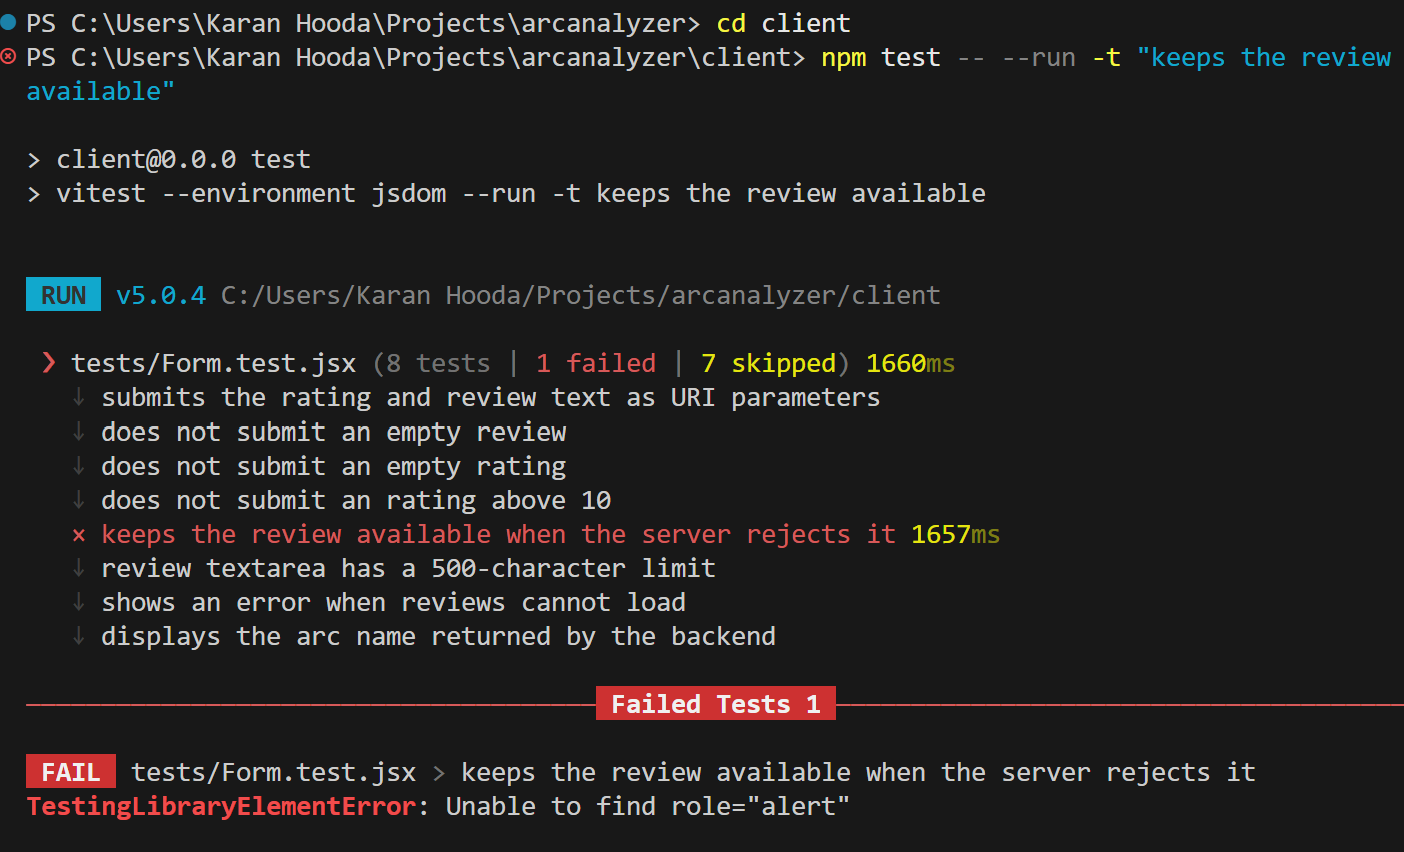 PS C:\Users\Karan Hooda\Projects\arcanalyzer> cd client
PS C:\Users\Karan Hooda\Projects\arcanalyzer\client> npm test -- --run -t "keeps the review
available"
> client@0.0.0 test
> vitest --environment jsdom --run -t keeps the review available
RUN v5.0.4 C:/Users/Karan Hooda/Projects/arcanalyzer/client
❯ tests/Form.test.jsx (8 tests | 1 failed | 7 skipped) 1660ms
↓ submits the rating and review text as URI parameters
↓ does not submit an empty review
↓ does not submit an empty rating
↓ does not submit an rating above 10
× keeps the review available when the server rejects it 1657ms
↓ review textarea has a 500-character limit
↓ shows an error when reviews cannot load
↓ displays the arc name returned by the backend
Failed Tests 1
FAIL tests/Form.test.jsx > keeps the review available when the server rejects it
TestingLibraryElementError: Unable to find role="alert"